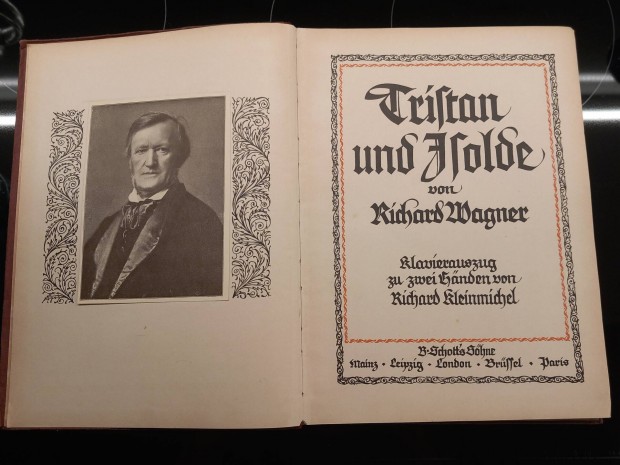 Tristan
und Isolde
von
Richard Wagner
Klavierauszug
zu zwei Händen von
Richard Kleinmichel
B·Schott's Söhne
Mainz · Leipzig · London · Brüssel · Paris